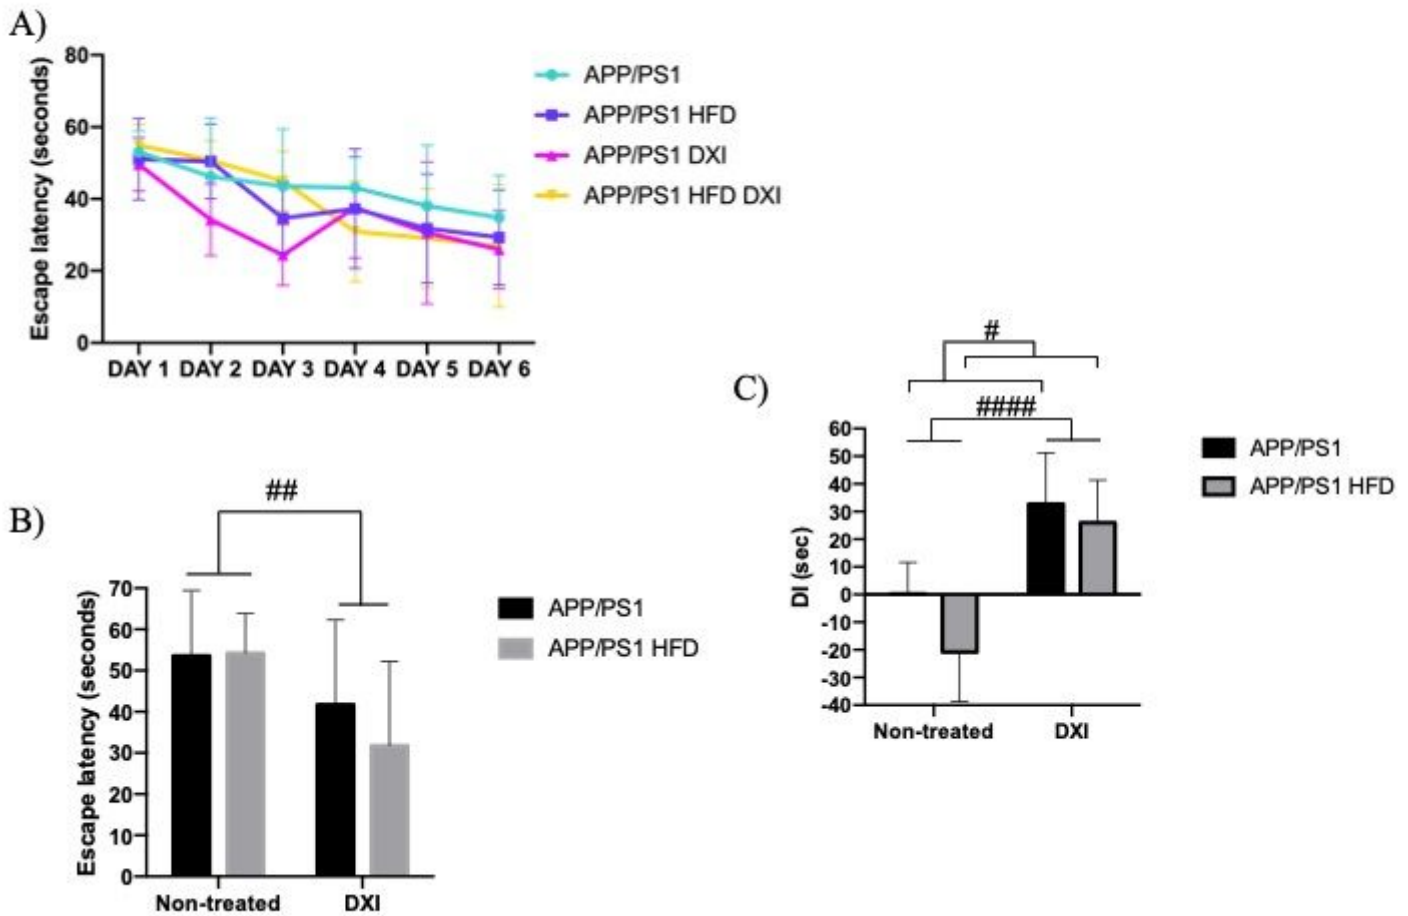 A)
Escape latency (seconds)
80
60
40
20
0
DAY 1 DAY 2 DAY 3 DAY 4 DAY 5 DAY 6
APP/PS1
APP/PS1 HFD
APP/PS1 DXI
APP/PS1 HFD DXI
B)
##
Escape latency (seconds)
70
60
50
40
30
20
10
0
Non-treated DXI
APP/PS1
APP/PS1 HFD
C)
#
####
DI (sec)
60
50
40
30
20
10
0
-10
-20
-30
-40
Non-treated DXI
APP/PS1
APP/PS1 HFD